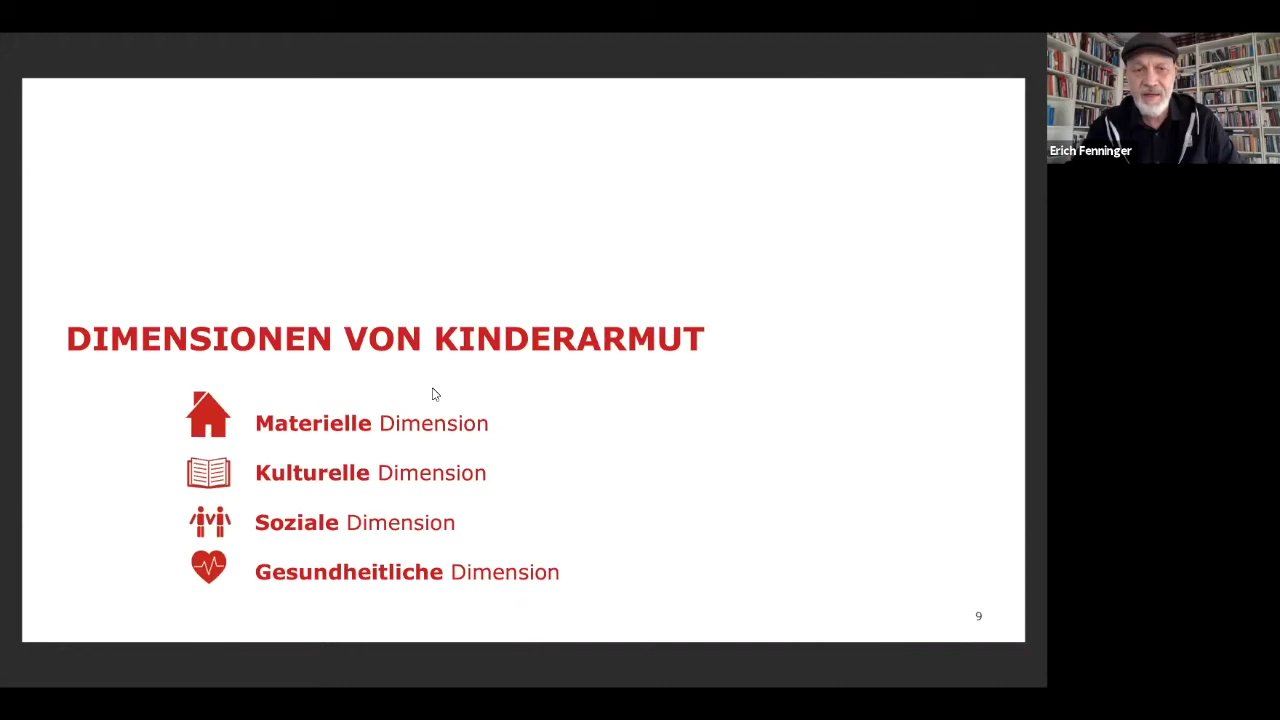 DIMENSIONEN VON KINDERARMUT
Materielle Dimension
Kulturelle Dimension
Soziale Dimension
Gesundheitliche Dimension
9
Erich Fenninger